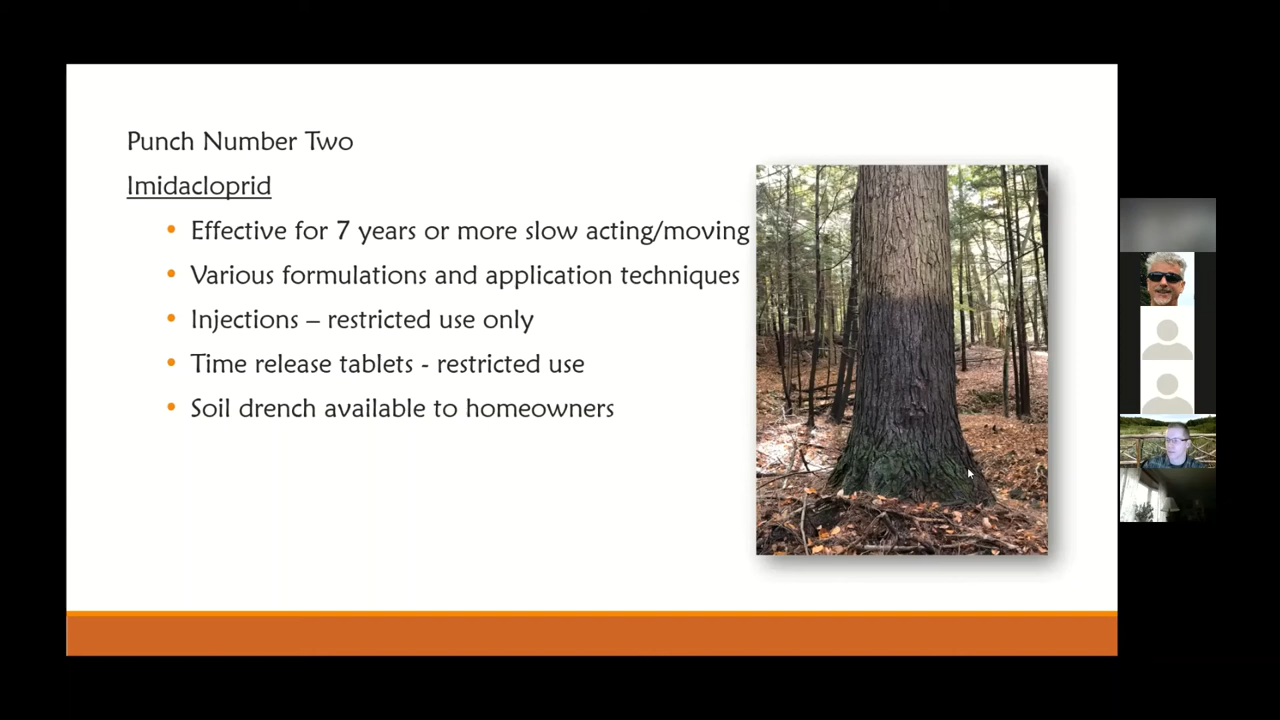 Punch Number Two
Imidacloprid
• Effective for 7 years or more slow acting/moving
• Various formulations and application techniques
• Injections – restricted use only
• Time release tablets - restricted use
• Soil drench available to homeowners